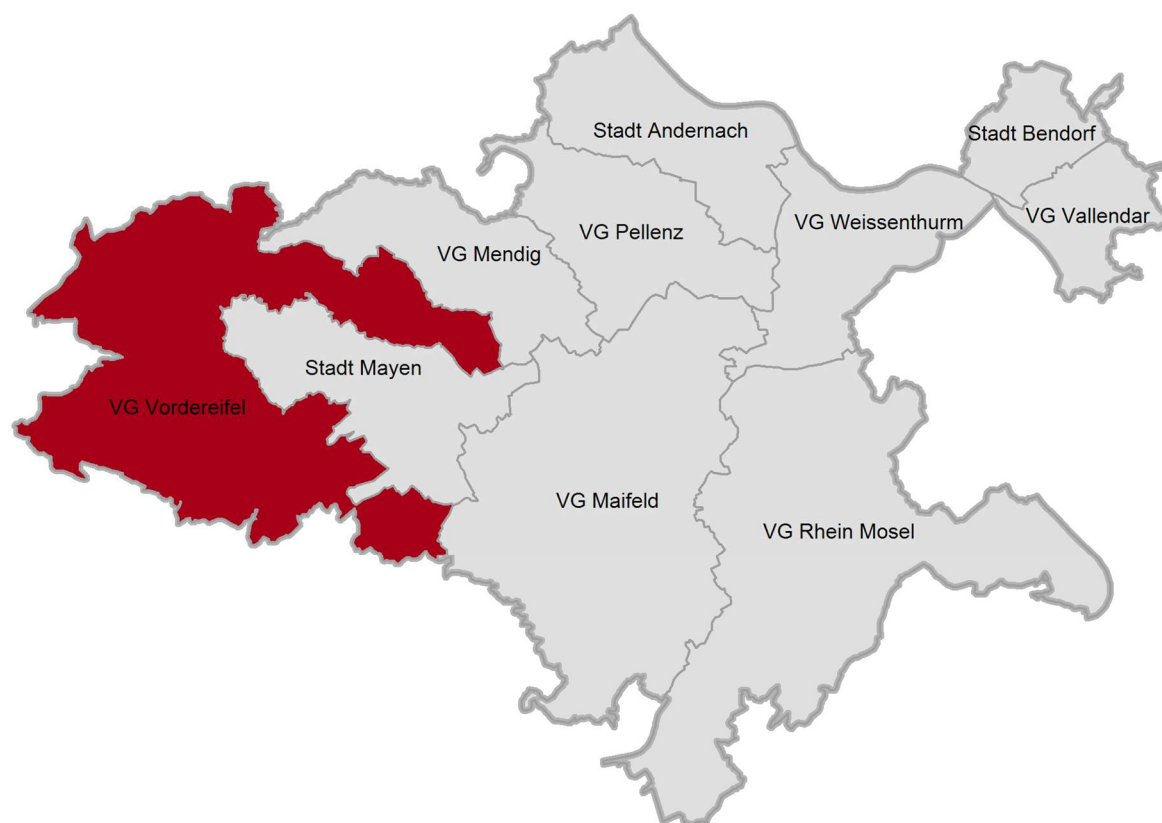 Stadt Andernach
Stadt Bendorf
VG Vallendar
VG Weissenthurm
VG Pellenz
VG Mendig
Stadt Mayen
VG Vordereifel
VG Maifeld
VG Rhein Mosel